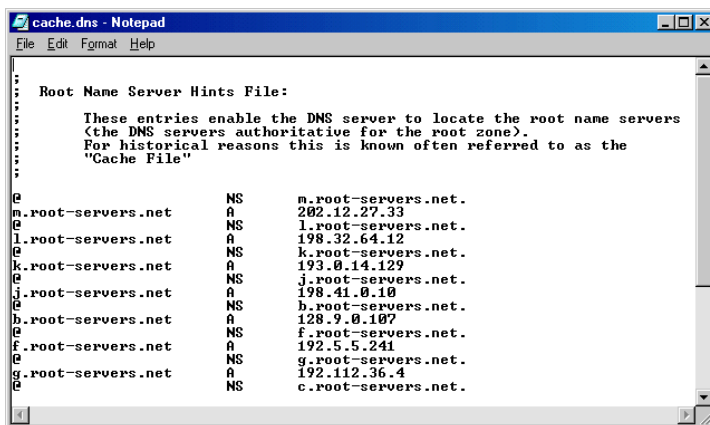 cache.dns - Notepad
File Edit Format Help
;
;  Root Name Server Hints File:
;
;       These entries enable the DNS server to locate the root name servers
;       (the DNS servers authoritative for the root zone).
;       For historical reasons this is known often referred to as the
;       "Cache File"
;
@                       NS      m.root-servers.net.
m.root-servers.net      A       202.12.27.33
@                       NS      l.root-servers.net.
l.root-servers.net      A       198.32.64.12
@                       NS      k.root-servers.net.
k.root-servers.net      A       193.0.14.129
@                       NS      j.root-servers.net.
j.root-servers.net      A       198.41.0.10
@                       NS      b.root-servers.net.
b.root-servers.net      A       128.9.0.107
@                       NS      f.root-servers.net.
f.root-servers.net      A       192.5.5.241
@                       NS      g.root-servers.net.
g.root-servers.net      A       192.112.36.4
@                       NS      c.root-servers.net.